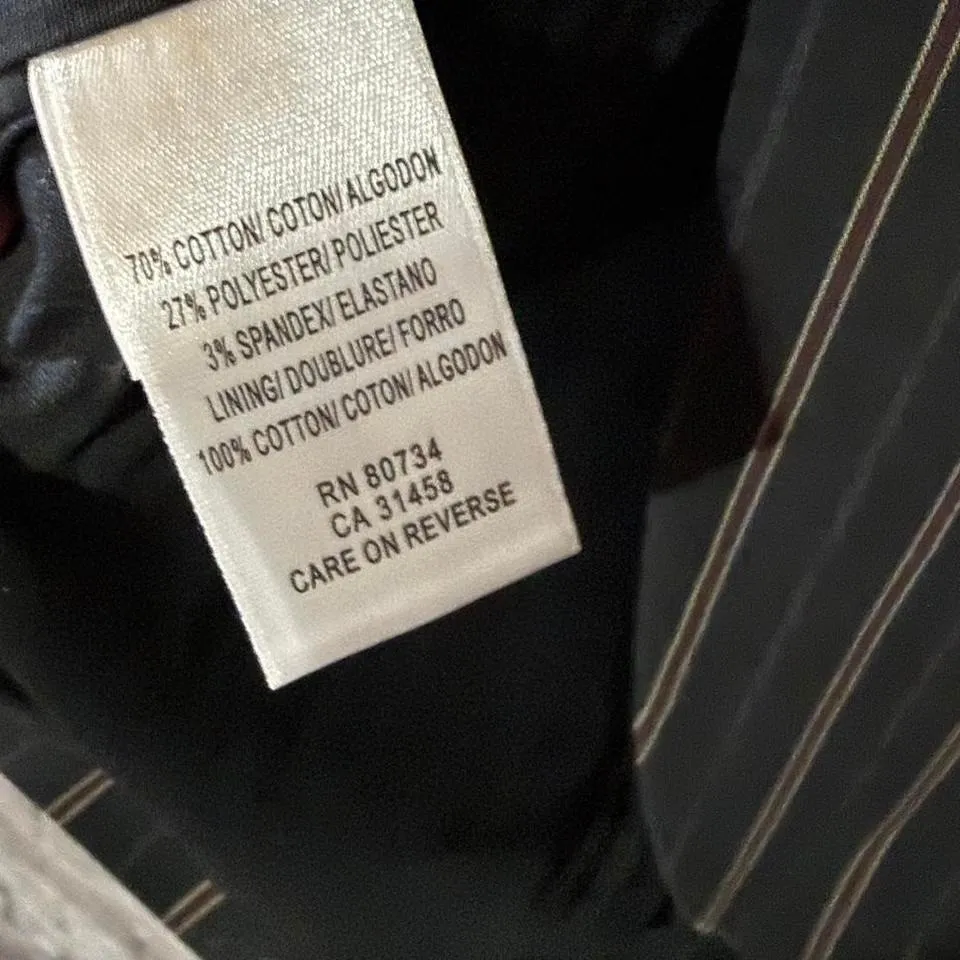 70% COTTON/ COTON/ ALGODON
27% POLYESTER/ POLIESTER
3% SPANDEX/ ELASTANO
LINING/ DOUBLURE/ FORRO
100% COTTON/ COTON/ ALGODON
RN 80734
CA 31458
CARE ON REVERSE